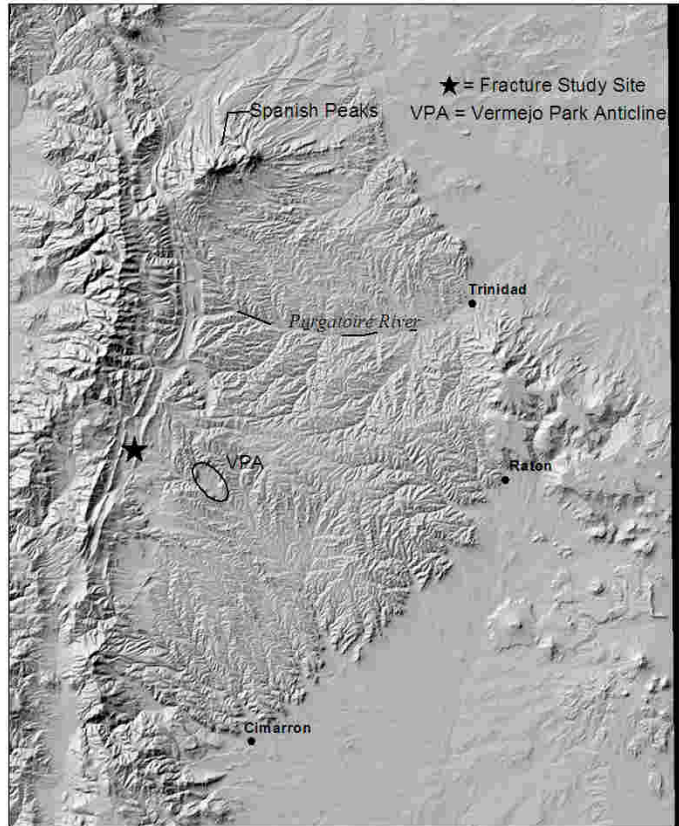 ★ = Fracture Study Site
Spanish Peaks
VPA = Vermejo Park Anticline
Trinidad
Purgatoire River
VPA
Raton
Cimarron